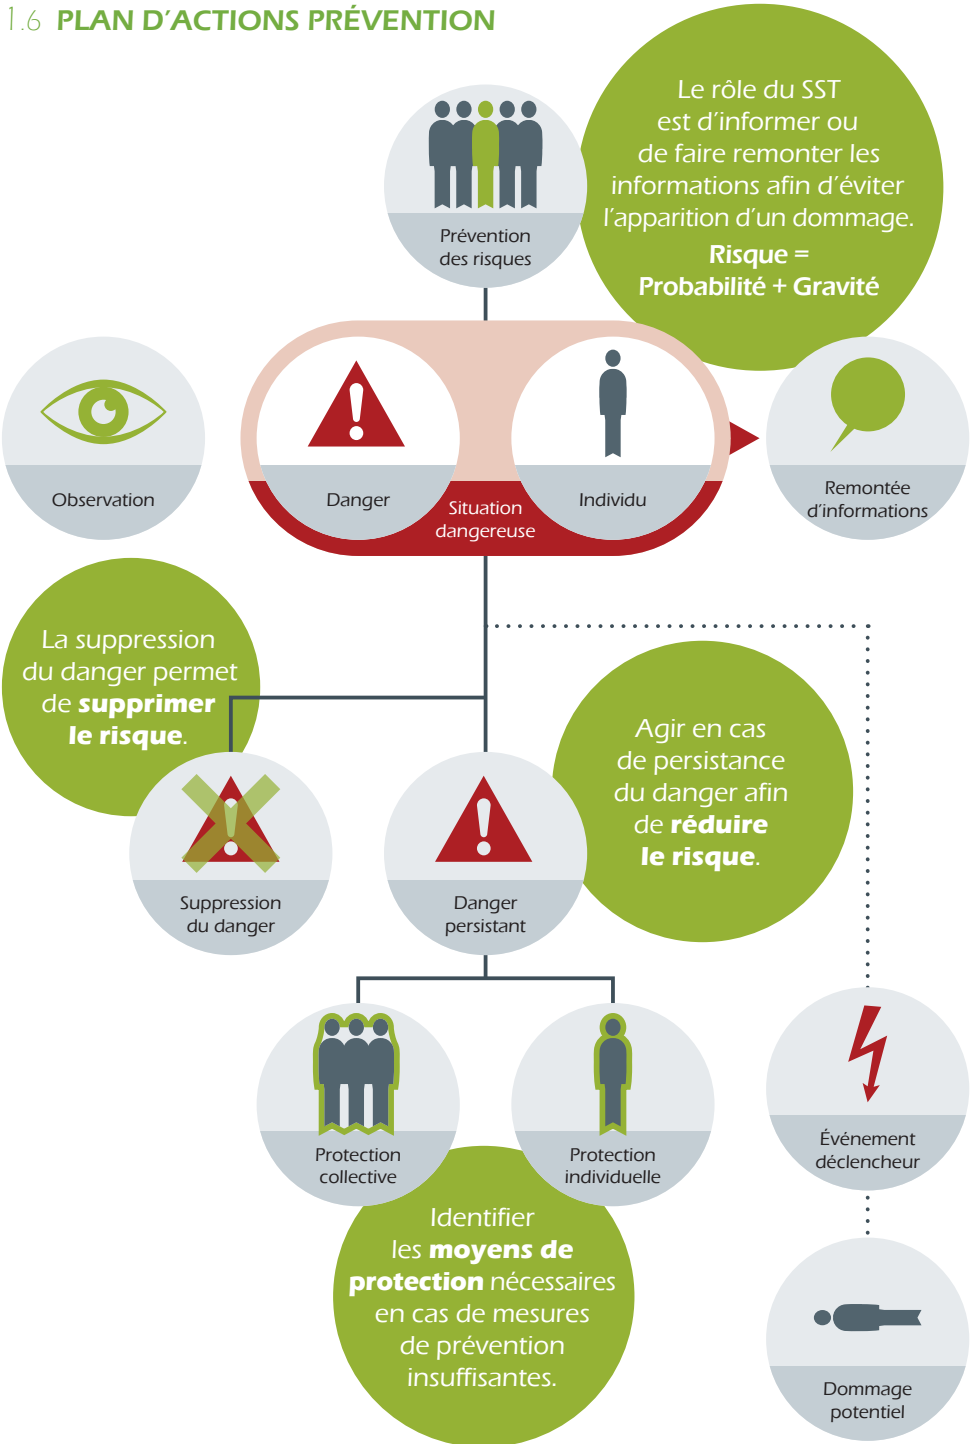 1.6 PLAN D’ACTIONS PRÉVENTION
Le rôle du SST
est d’informer ou
de faire remonter les
informations afin d’éviter
l’apparition d’un dommage.
Risque =
Probabilité + Gravité
Prévention
des risques
Observation
Danger
Situation
dangereuse
Individu
Remontée
d’informations
La suppression
du danger permet
de supprimer
le risque.
Agir en cas
de persistance
du danger afin
de réduire
le risque.
Suppression
du danger
Danger
persistant
Protection
collective
Protection
individuelle
Événement
déclencheur
Identifier
les moyens de
protection nécessaires
en cas de mesures
de prévention
insuffisantes.
Dommage
potentiel